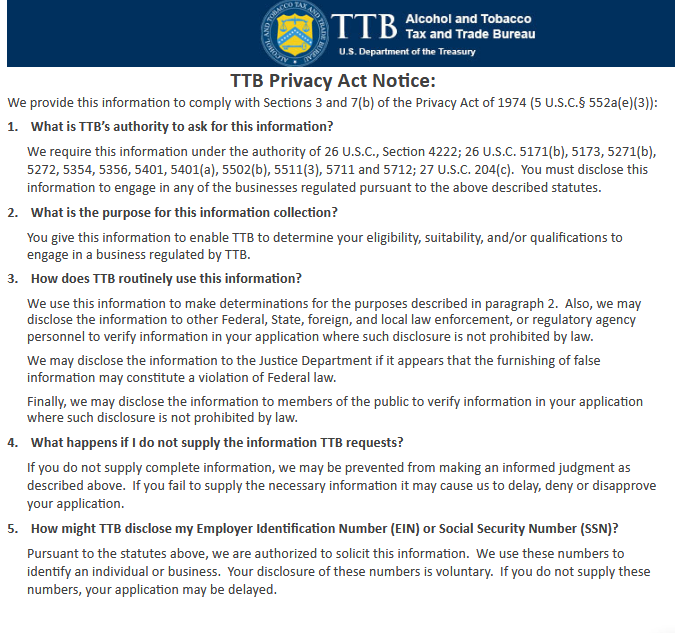 TTB Alcohol and Tobacco
Tax and Trade Bureau
U.S. Department of the Treasury
TTB Privacy Act Notice:
We provide this information to comply with Sections 3 and 7(b) of the Privacy Act of 1974 (5 U.S.C.§ 552a(e)(3)):
1. What is TTB's authority to ask for this information?
We require this information under the authority of 26 U.S.C., Section 4222; 26 U.S.C. 5171(b), 5173, 5271(b),
5272, 5354, 5356, 5401, 5401(a), 5502(b), 5511(3), 5711 and 5712; 27 U.S.C. 204(c). You must disclose this
information to engage in any of the businesses regulated pursuant to the above described statutes.
2. What is the purpose for this information collection?
You give this information to enable TTB to determine your eligibility, suitability, and/or qualifications to
engage in a business regulated by TTB.
3. How does TTB routinely use this information?
We use this information to make determinations for the purposes described in paragraph 2. Also, we may
disclose the information to other Federal, State, foreign, and local law enforcement, or regulatory agency
personnel to verify information in your application where such disclosure is not prohibited by law.
We may disclose the information to the Justice Department if it appears that the furnishing of false
information may constitute a violation of Federal law.
Finally, we may disclose the information to members of the public to verify information in your application
where such disclosure is not prohibited by law.
4. What happens if I do not supply the information TTB requests?
If you do not supply complete information, we may be prevented from making an informed judgment as
described above. If you fail to supply the necessary information it may cause us to delay, deny or disapprove
your application.
5. How might TTB disclose my Employer Identification Number (EIN) or Social Security Number (SSN)?
Pursuant to the statutes above, we are authorized to solicit this information. We use these numbers to
identify an individual or business. Your disclosure of these numbers is voluntary. If you do not supply these
numbers, your application may be delayed.